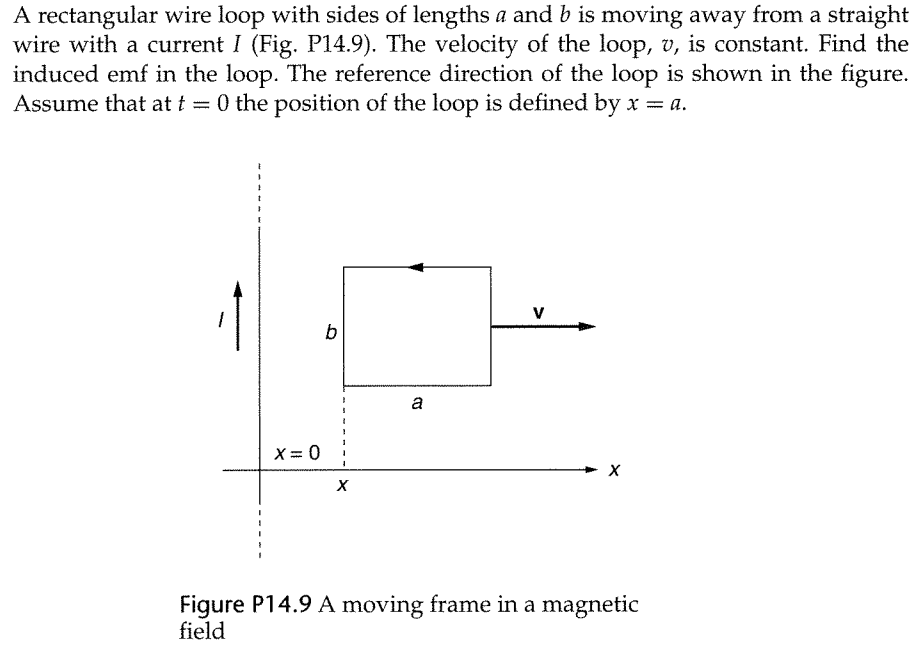 A rectangular wire loop with sides of lengths a and b is moving away from a straight
wire with a current I (Fig. P14.9). The velocity of the loop, v, is constant. Find the
induced emf in the loop. The reference direction of the loop is shown in the figure.
Assume that at t = 0 the position of the loop is defined by x = a.
I
v
b
a
x = 0
x
x
Figure P14.9 A moving frame in a magnetic
field